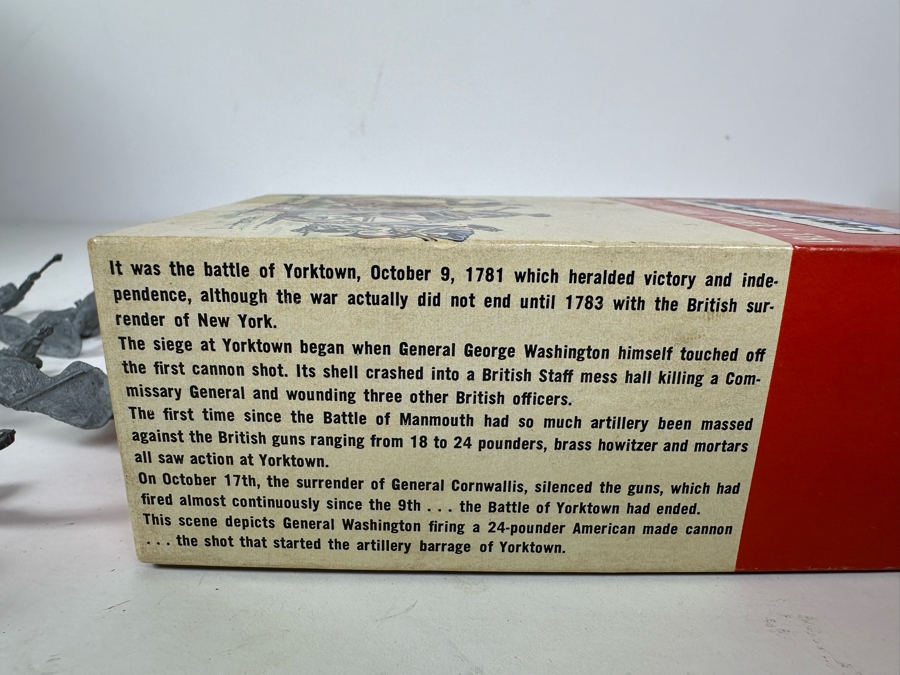 It was the battle of Yorktown, October 9, 1781 which heralded victory and inde-
pendence, although the war actually did not end until 1783 with the British sur-
render of New York.
The siege at Yorktown began when General George Washington himself touched off
the first cannon shot. Its shell crashed into a British Staff mess hall killing a Com-
missary General and wounding three other British officers.
The first time since the Battle of Manmouth had so much artillery been massed
against the British guns ranging from 18 to 24 pounders, brass howitzer and mortars
all saw action at Yorktown.
On October 17th, the surrender of General Cornwallis, silenced the guns, which had
fired almost continuously since the 9th . . . the Battle of Yorktown had ended.
This scene depicts General Washington firing a 24-pounder American made cannon
. . . the shot that started the artillery barrage of Yorktown.